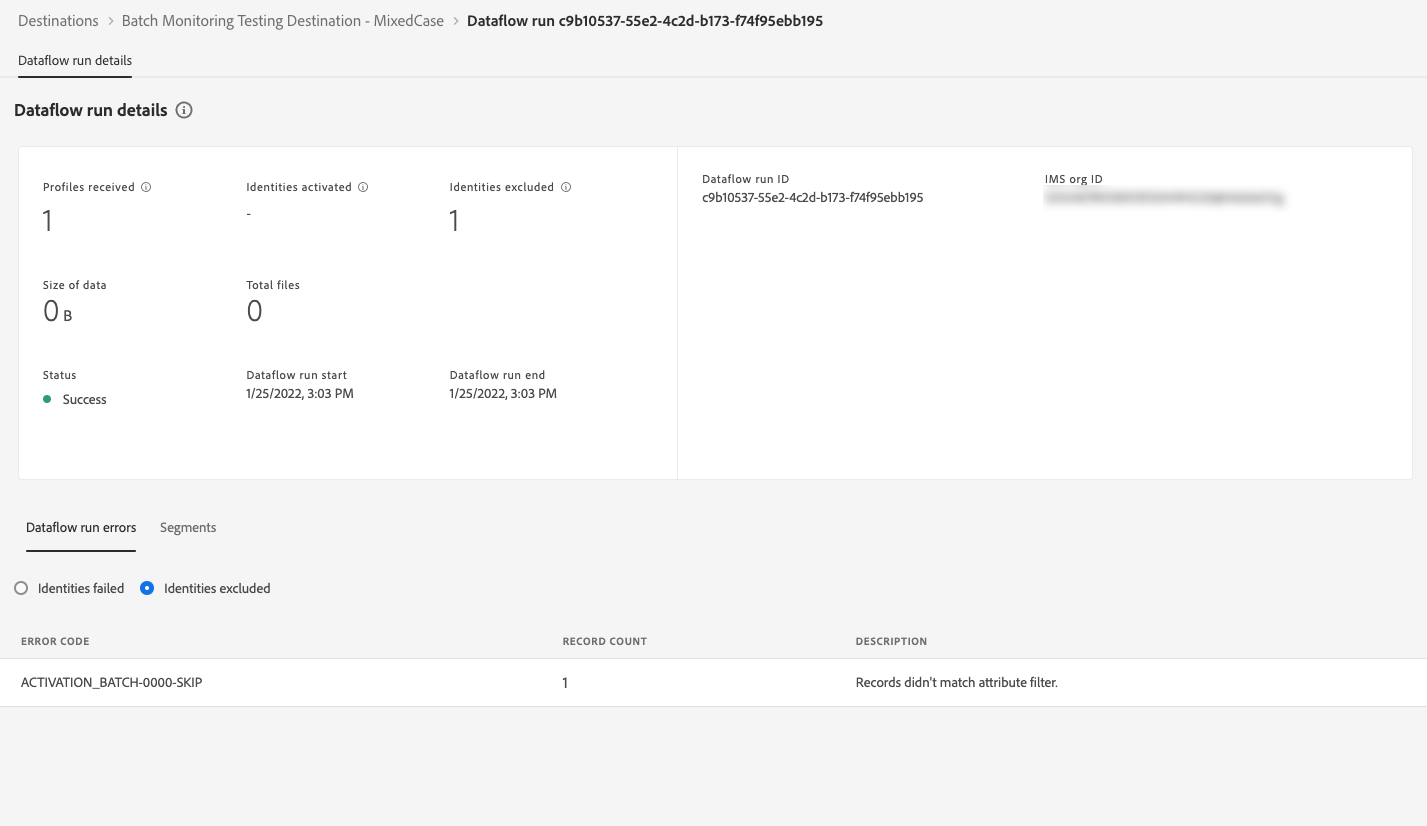 Destinations > Batch Monitoring Testing Destination - MixedCase > Dataflow run c9b10537-55e2-4c2d-b173-f74f95ebb195
Dataflow run details
Dataflow run details
Profiles received Identities activated Identities excluded
1 - 1
Size of data Total files
0 B 0
Status Dataflow run start Dataflow run end
Success 1/25/2022, 3:03 PM 1/25/2022, 3:03 PM
Dataflow run ID IMS org ID
c9b10537-55e2-4c2d-b173-f74f95ebb195
Dataflow run errors Segments
Identities failed Identities excluded
ERROR CODE RECORD COUNT DESCRIPTION
ACTIVATION_BATCH-0000-SKIP 1 Records didn't match attribute filter.